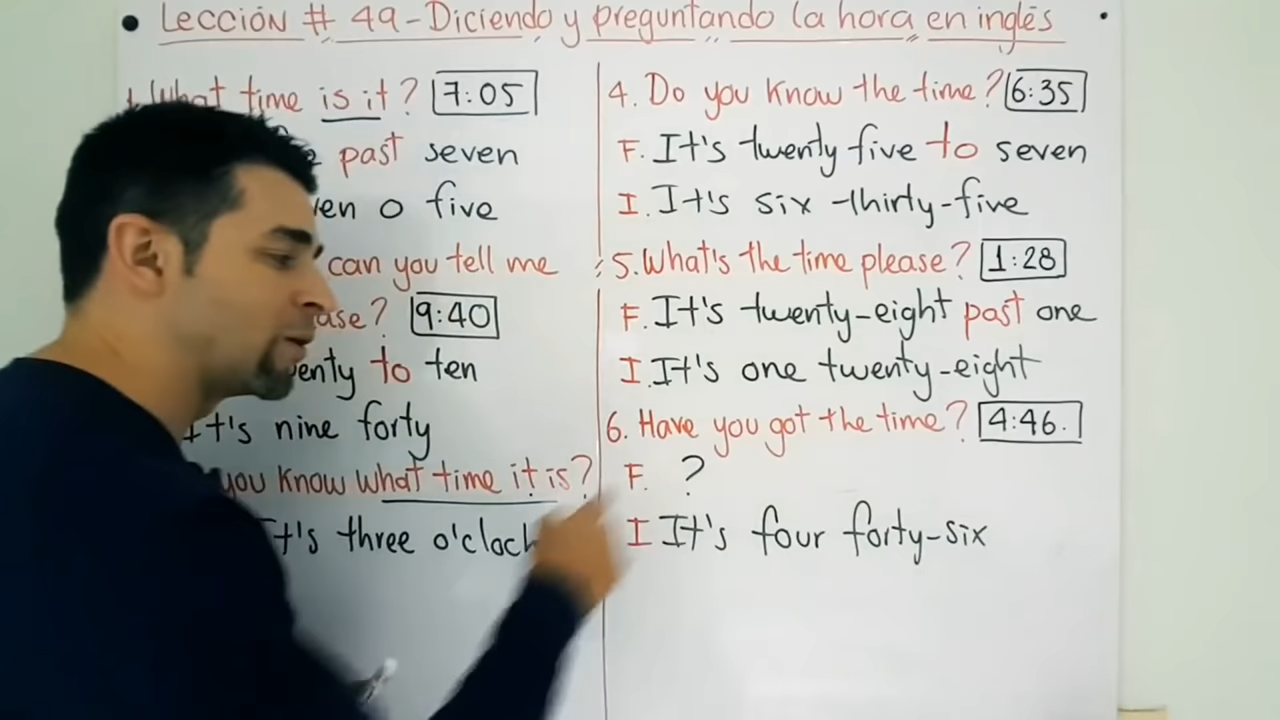 • Lección # 49 - Diciendo y preguntando la hora en inglés •
What time is it? 7:05
past seven
o five
can you tell me
9:40
to ten
It's nine forty
you know what time it is?
It's three o'clock
4. Do you know the time? 6:35
F. It's twenty five to seven
I. It's six thirty-five
5. What's the time please? 1:28
F. It's twenty-eight past one
I. It's one twenty-eight
6. Have you got the time? 4:46.
F. ?
I It's four forty-six